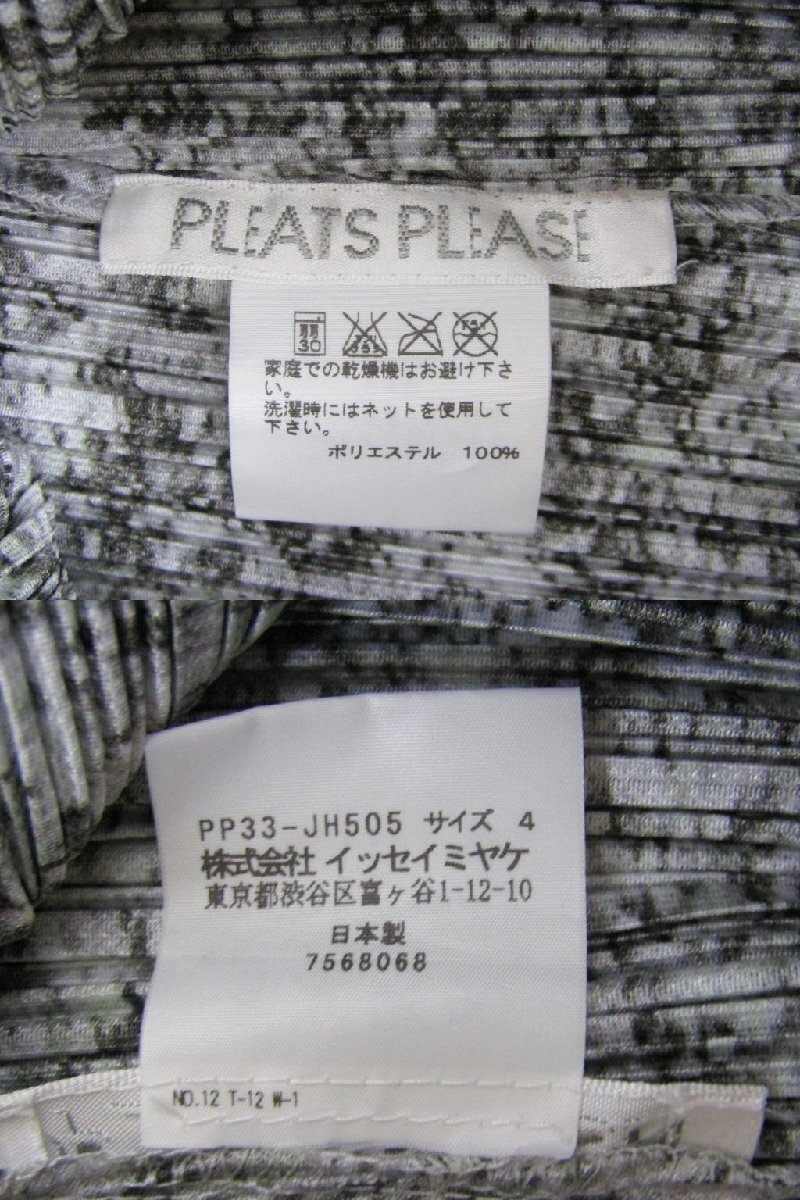 PLEATS PLEASE
30
家庭での乾燥機はお避け下さ
い。
洗濯時にはネットを使用して
下さい。
ポリエステル 100%
PP33-JH505 サイズ 4
株式会社 イッセイミヤケ
東京都渋谷区富ヶ谷1-12-10
日本製
7568068
NO.12 T-12 W-1